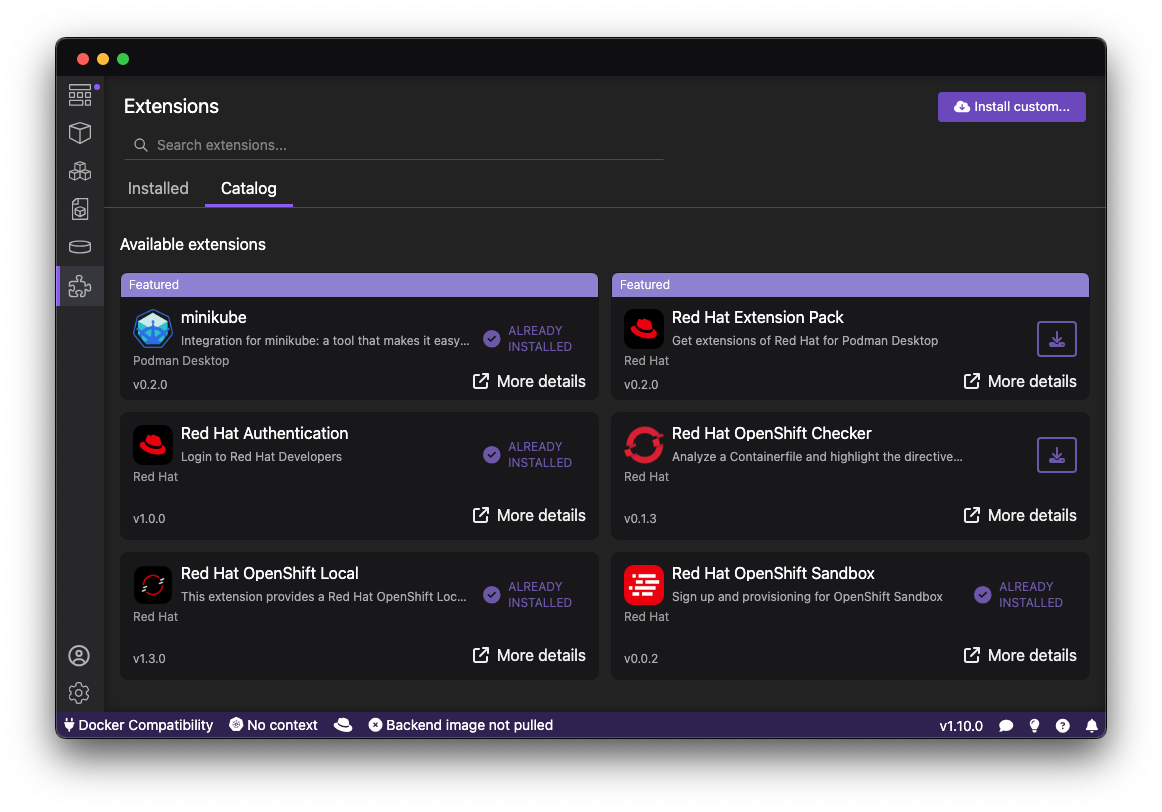 Extensions
Install custom...
Search extensions...
Installed
Catalog
Available extensions
Featured
minikube
Integration for minikube: a tool that makes it easy...
Podman Desktop
v0.2.0
ALREADY
INSTALLED
More details
Featured
Red Hat Extension Pack
Get extensions of Red Hat for Podman Desktop
Red Hat
v0.2.0
More details
Red Hat Authentication
Login to Red Hat Developers
Red Hat
v1.0.0
ALREADY
INSTALLED
More details
Red Hat OpenShift Checker
Analyze a Containerfile and highlight the directive...
Red Hat
v0.1.3
More details
Red Hat OpenShift Local
This extension provides a Red Hat OpenShift Loc...
Red Hat
v1.3.0
ALREADY
INSTALLED
More details
Red Hat OpenShift Sandbox
Sign up and provisioning for OpenShift Sandbox
Red Hat
v0.0.2
ALREADY
INSTALLED
More details
Docker Compatibility
No context
Backend image not pulled
v1.10.0